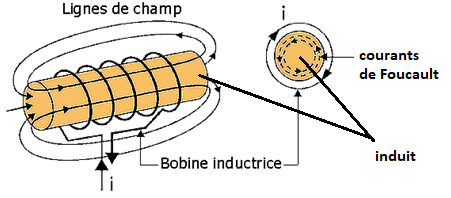 Lignes de champ
i
courants
de Foucault
induit
Bobine inductrice
i